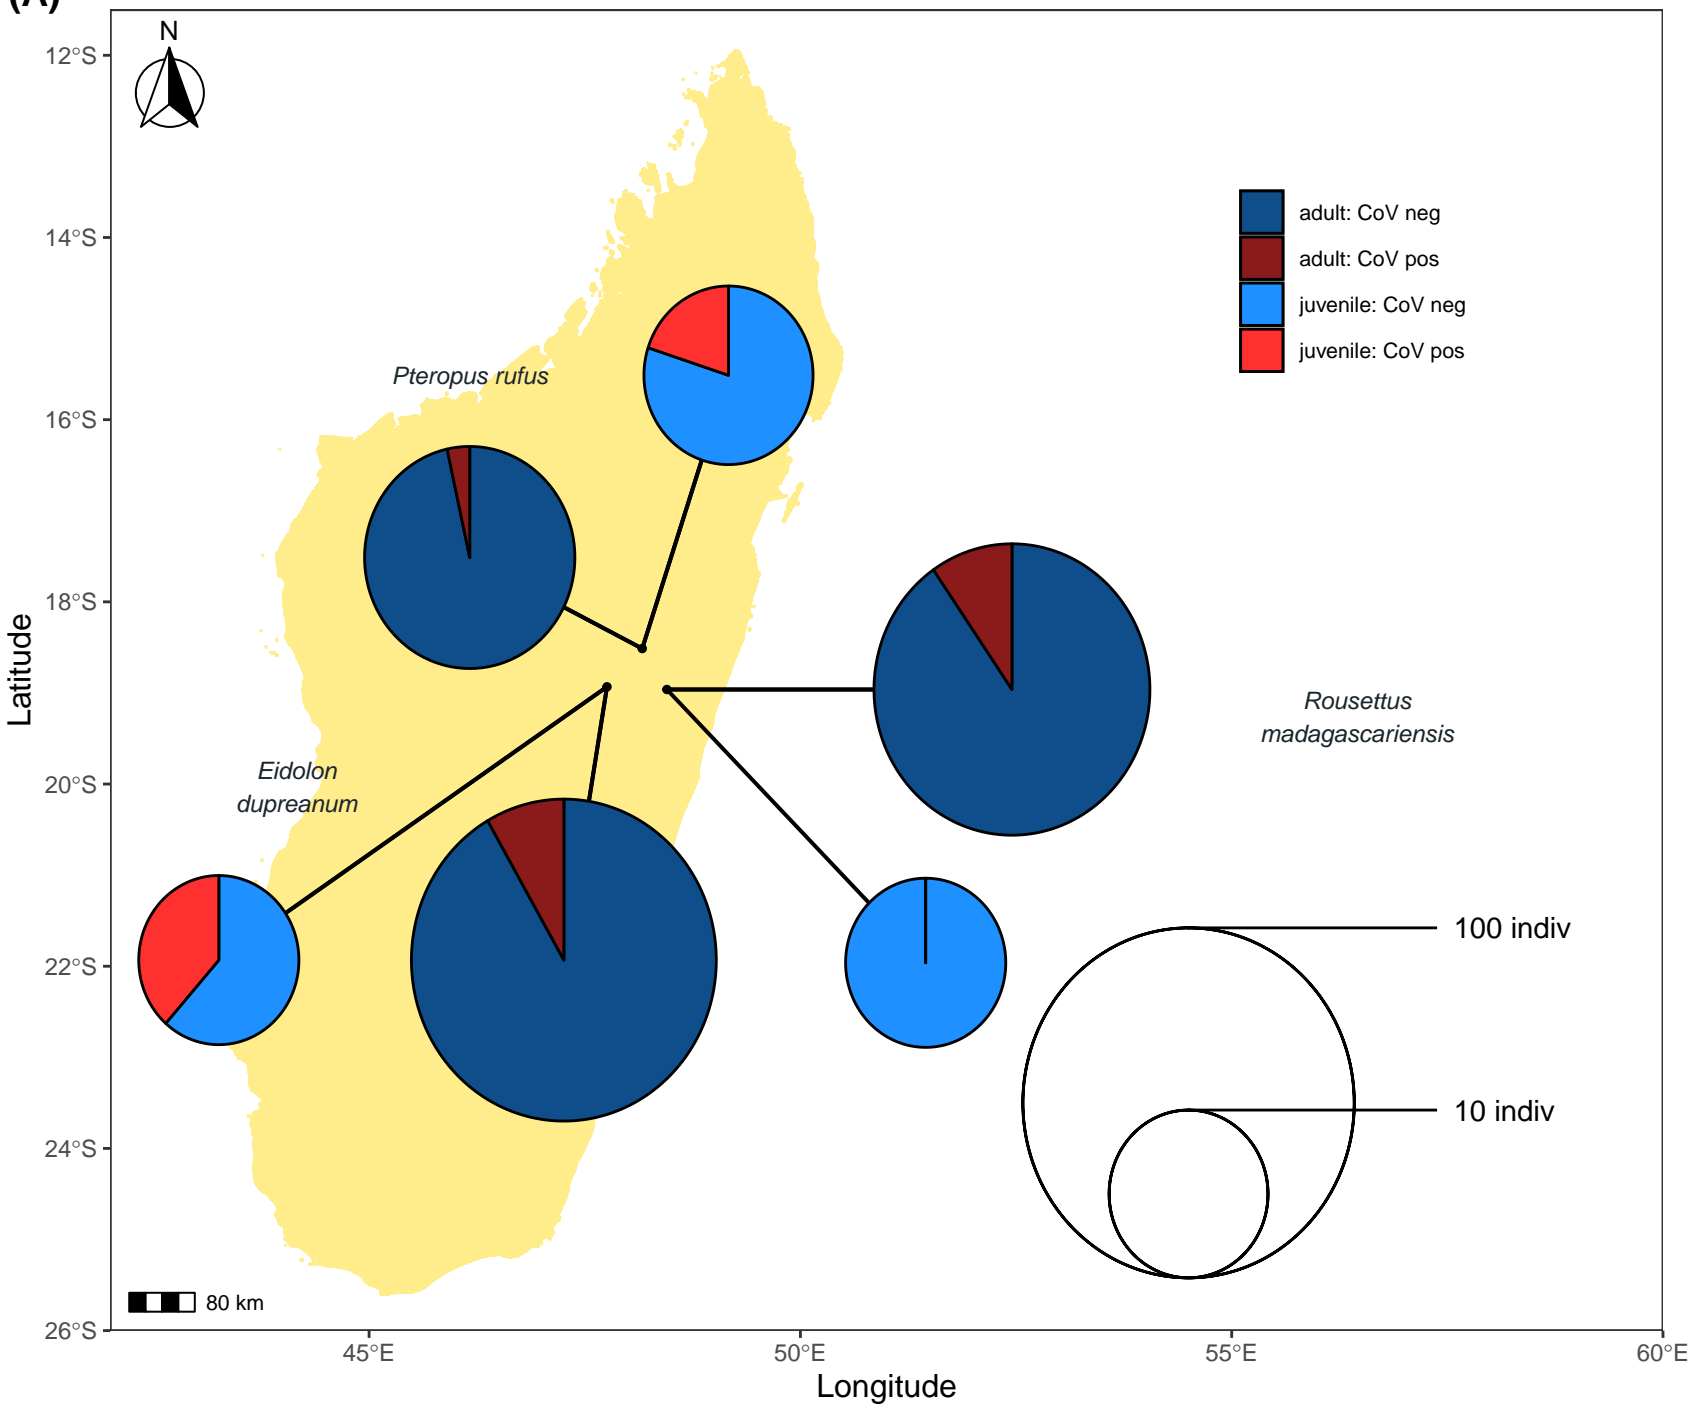 (A)
N
12°S
14°S
16°S
18°S
20°S
22°S
24°S
26°S
Latitude
adult: CoV neg
adult: CoV pos
juvenile: CoV neg
juvenile: CoV pos
Pteropus rufus
Rousettus
madagascariensis
Eidolon
dupreanum
100 indiv
10 indiv
80 km
45°E
50°E
55°E
60°E
Longitude